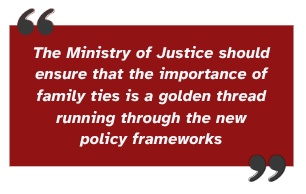 The Ministry of Justice should
ensure that the importance of
family ties is a golden thread
running through the new
policy frameworks